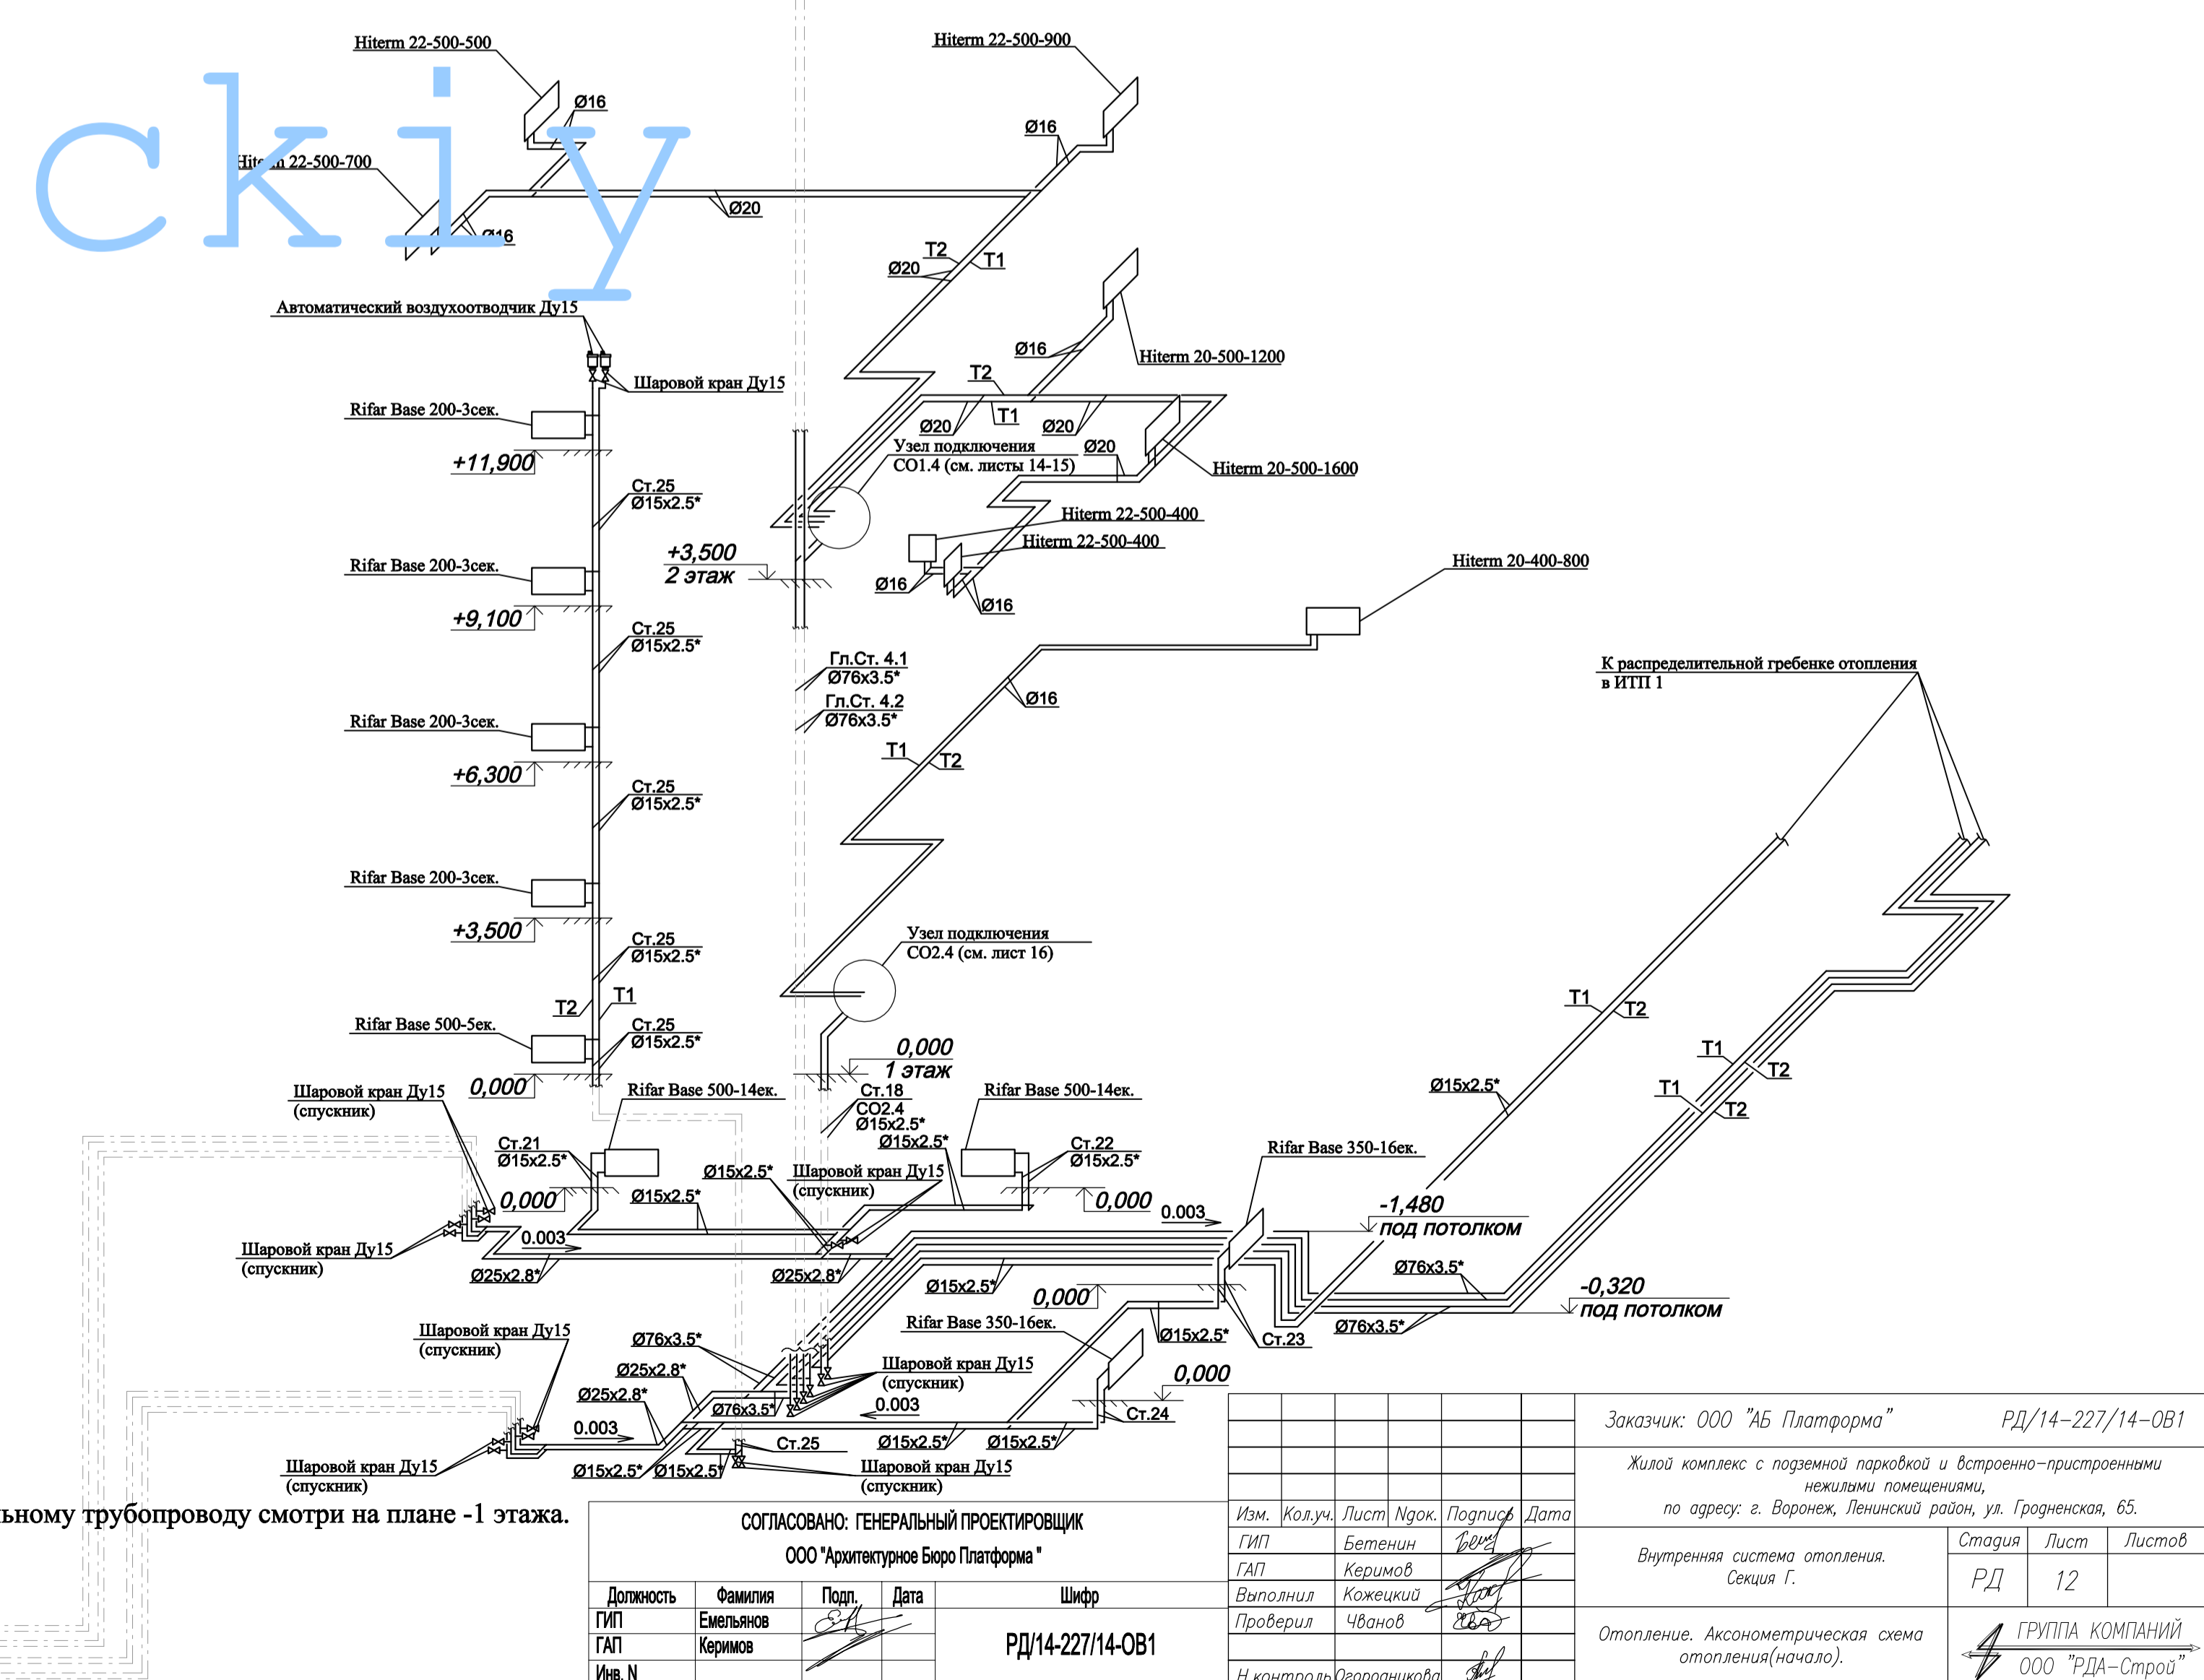 ckiy
Hiterm 22-500-500
Hiterm 22-500-900
Ø16
Ø16
Hiterm 22-500-700
Ø16
Ø20
T2
T1
Ø20
Автоматический воздухоотводчик Ду15
Шаровой кран Ду15
Ø16
Hiterm 20-500-1200
T2
T1
Ø20
Ø20
Rifar Base 200-3сек.
+11,900
Узел подключения
СО1.4 (см. листы 14-15)
Ø20
Hiterm 20-500-1600
Ст.25
Ø15x2.5*
Hiterm 22-500-400
Hiterm 22-500-400
+3,500
2 этаж
Ø16
Ø16
Rifar Base 200-3сек.
+9,100
Hiterm 20-400-800
Ст.25
Ø15x2.5*
Гл.Ст. 4.1
Ø76x3.5*
Гл.Ст. 4.2
Ø76x3.5*
Ø16
К распределительной гребенке отопления
в ИТП 1
Rifar Base 200-3сек.
+6,300
T1
T2
Ст.25
Ø15x2.5*
Rifar Base 200-3сек.
+3,500
Ст.25
Ø15x2.5*
Узел подключения
СО2.4 (см. лист 16)
T2
T1
Rifar Base 500-5ек.
Ст.25
Ø15x2.5*
0,000
0,000
1 этаж
T1
T2
T1
T2
T1
T2
Ø15x2.5*
Шаровой кран Ду15
(спускник)
Rifar Base 500-14ек.
Ст.18
СО2.4
Ø15x2.5*
Rifar Base 500-14ек.
Ст.21
Ø15x2.5*
Ø15x2.5*
Ø15x2.5*
Ст.22
Ø15x2.5*
Rifar Base 350-16ек.
Шаровой кран Ду15
(спускник)
0,000
Ø15x2.5*
0,000
0.003
-1,480
ПОД ПОТОЛКОМ
Шаровой кран Ду15
(спускник)
0.003
Ø25x2.8*
Ø25x2.8*
Ø15x2.5*
0,000
Ø76x3.5*
-0,320
ПОД ПОТОЛКОМ
Шаровой кран Ду15
(спускник)
Ø76x3.5*
Rifar Base 350-16ек.
Ø15x2.5*
Ст.23
Ø76x3.5*
Ø25x2.8*
Ø25x2.8*
Шаровой кран Ду15
(спускник)
0,000
Ø76x3.5*
0.003
0.003
Ст.24
Ст.25
Ø15x2.5*
Ø15x2.5*
Шаровой кран Ду15
(спускник)
Ø15x2.5*
Ø15x2.5*
Шаровой кран Ду15
(спускник)
льному трубопроводу смотри на плане -1 этажа.
СОГЛАСОВАНО: ГЕНЕРАЛЬНЫЙ ПРОЕКТИРОВЩИК
ООО "Архитектурное Бюро Платформа "
Должность Фамилия Подп. Дата Шифр
ГИП Емельянов
ГАП Керимов
РД/14-227/14-ОВ1
Инв. N
Заказчик: ООО "АБ Платформа" РД/14-227/14-ОВ1
Жилой комплекс с подземной парковкой и встроенно-пристроенными
нежилыми помещениями,
по адресу: г. Воронеж, Ленинский район, ул. Гродненская, 65.
Изм. Кол.уч. Лист Nдок. Подпись Дата
ГИП Бетенин
ГАП Керимов
Выполнил Кожецкий
Проверил Чванов
Н.контроль Огородникова
Внутренняя система отопления.
Секция Г.
Стадия Лист Листов
РД 12
Отопление. Аксонометрическая схема
отопления(начало).
ГРУППА КОМПАНИЙ
ООО "РДА-Строй"